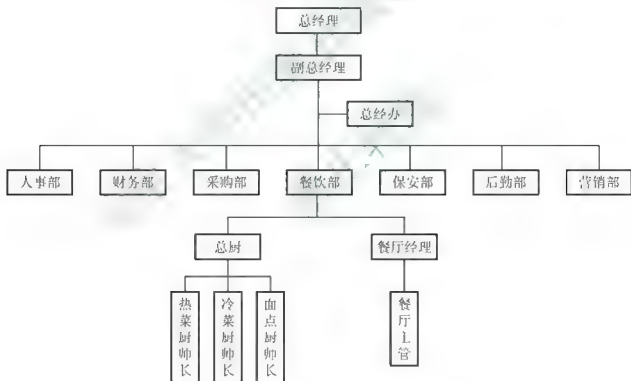 总经理
副总经理
总经办
人事部
财务部
采购部
餐饮部
保安部
后勤部
营销部
总厨
餐厅经理
热菜厨师长
冷菜厨师长
面点厨师长
餐厅主管